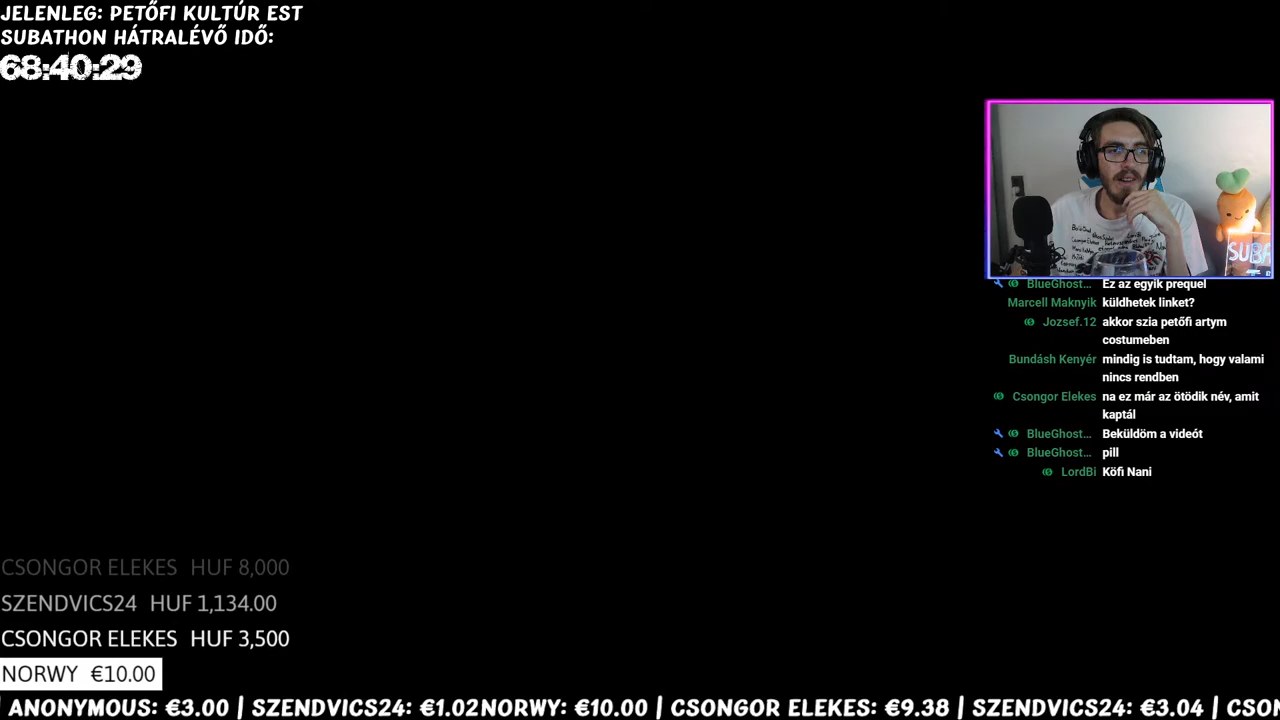 JELENLEG: PETŐFI KULTÚR EST
SUBATHON HÁTRALÉVŐ IDŐ:
68:40:29
SUBA
BlueGhost... Ez az egyik prequel
Marcell Maknyik küldhetek linket?
Jozsef.12 akkor szia petőfi artym
costumeben
Bundásh Kenyér mindig is tudtam, hogy valami
nincs rendben
Csongor Elekes na ez már az ötödik név, amit
kaptál
BlueGhost... Beküldöm a videót
BlueGhost... pill
LordBi Köfi Nani
CSONGOR ELEKES HUF 8,000
SZENDVICS24 HUF 1,134.00
CSONGOR ELEKES HUF 3,500
NORWY €10.00
| ANONYMOUS: €3.00 | SZENDVICS24: €1.02NORWY: €10.00 | CSONGOR ELEKES: €9.38 | SZENDVICS24: €3.04 | CSON